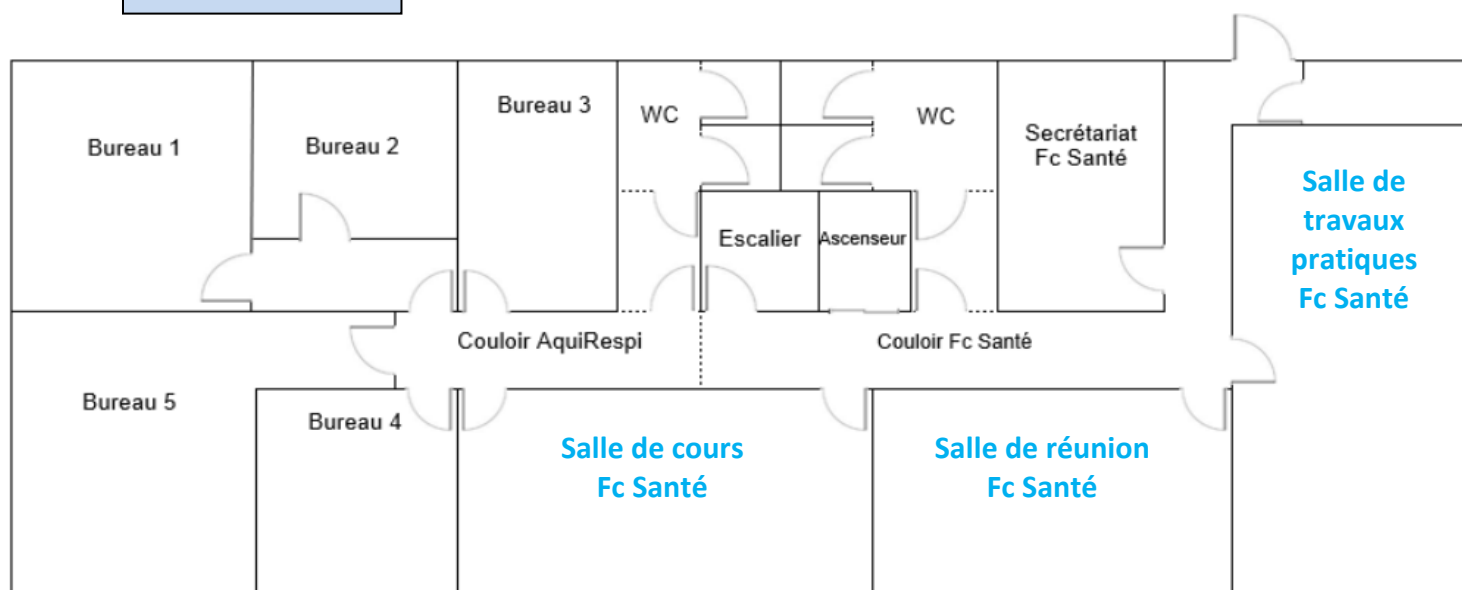 Bureau 1
Bureau 2
Bureau 3
WC
WC
Secrétariat
Fc Santé
Salle de
travaux
pratiques
Fc Santé
Escalier
Ascenseur
Couloir AquiRespi
Couloir Fc Santé
Bureau 5
Bureau 4
Salle de cours
Fc Santé
Salle de réunion
Fc Santé